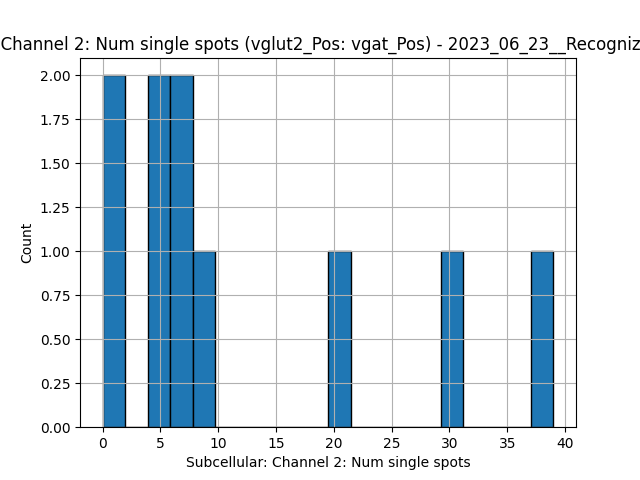 Channel 2: Num single spots (vglut2_Pos: vgat_Pos) - 2023_06_23__Recogniz
2.00
1.75
1.50
1.25
1.00
0.75
0.50
0.25
0.00
Count
0 5 10 15 20 25 30 35 40
Subcellular: Channel 2: Num single spots